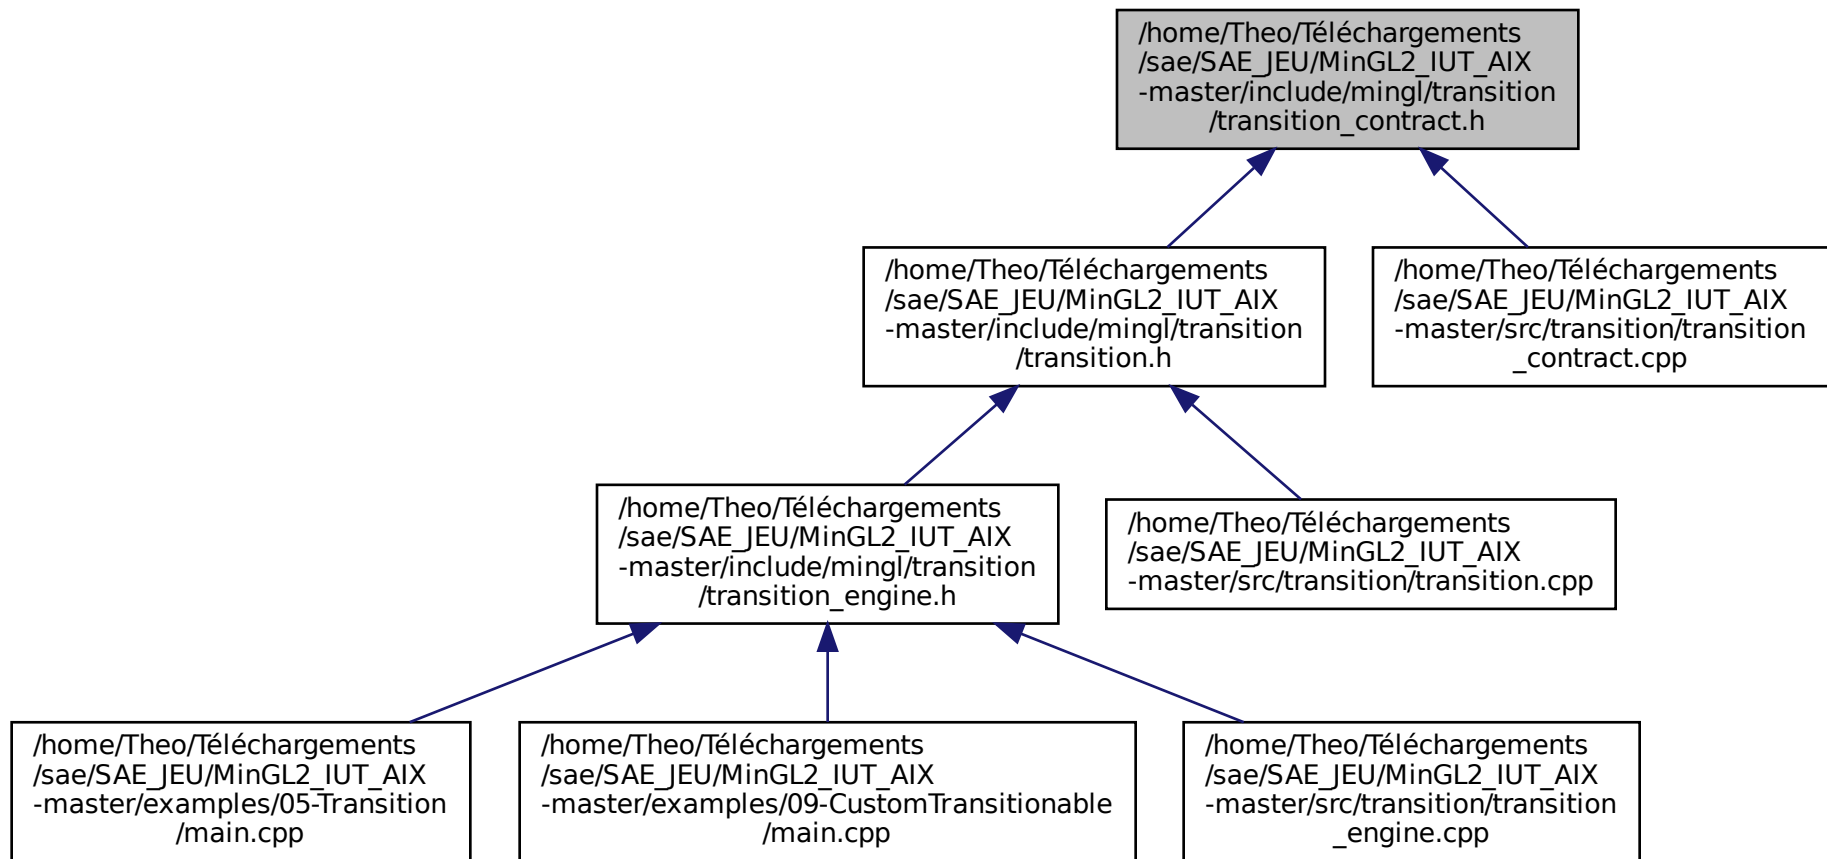 /home/Theo/Téléchargements
/sae/SAE_JEU/MinGL2_IUT_AIX
-master/include/mingl/transition
/transition_contract.h
/home/Theo/Téléchargements
/sae/SAE_JEU/MinGL2_IUT_AIX
-master/include/mingl/transition
/transition.h
/home/Theo/Téléchargements
/sae/SAE_JEU/MinGL2_IUT_AIX
-master/src/transition/transition
_contract.cpp
/home/Theo/Téléchargements
/sae/SAE_JEU/MinGL2_IUT_AIX
-master/include/mingl/transition
/transition_engine.h
/home/Theo/Téléchargements
/sae/SAE_JEU/MinGL2_IUT_AIX
-master/src/transition/transition.cpp
/home/Theo/Téléchargements
/sae/SAE_JEU/MinGL2_IUT_AIX
-master/examples/05-Transition
/main.cpp
/home/Theo/Téléchargements
/sae/SAE_JEU/MinGL2_IUT_AIX
-master/examples/09-CustomTransitionable
/main.cpp
/home/Theo/Téléchargements
/sae/SAE_JEU/MinGL2_IUT_AIX
-master/src/transition/transition
_engine.cpp